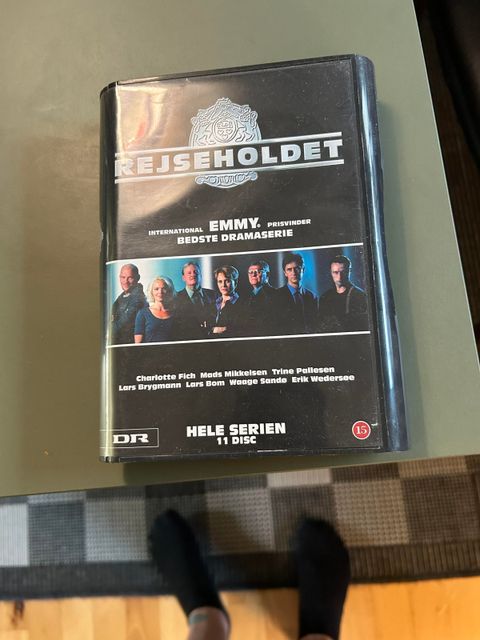 REJSEHOLDET
INTERNATIONAL EMMY® PRISVINDER
BEDSTE DRAMASERIE
Charlotte Fich Mads Mikkelsen Trine Pallesen
Lars Brygmann Lars Bom Waage Sandø Erik Wedersøe
HELE SERIEN
11 DISC
DR
15